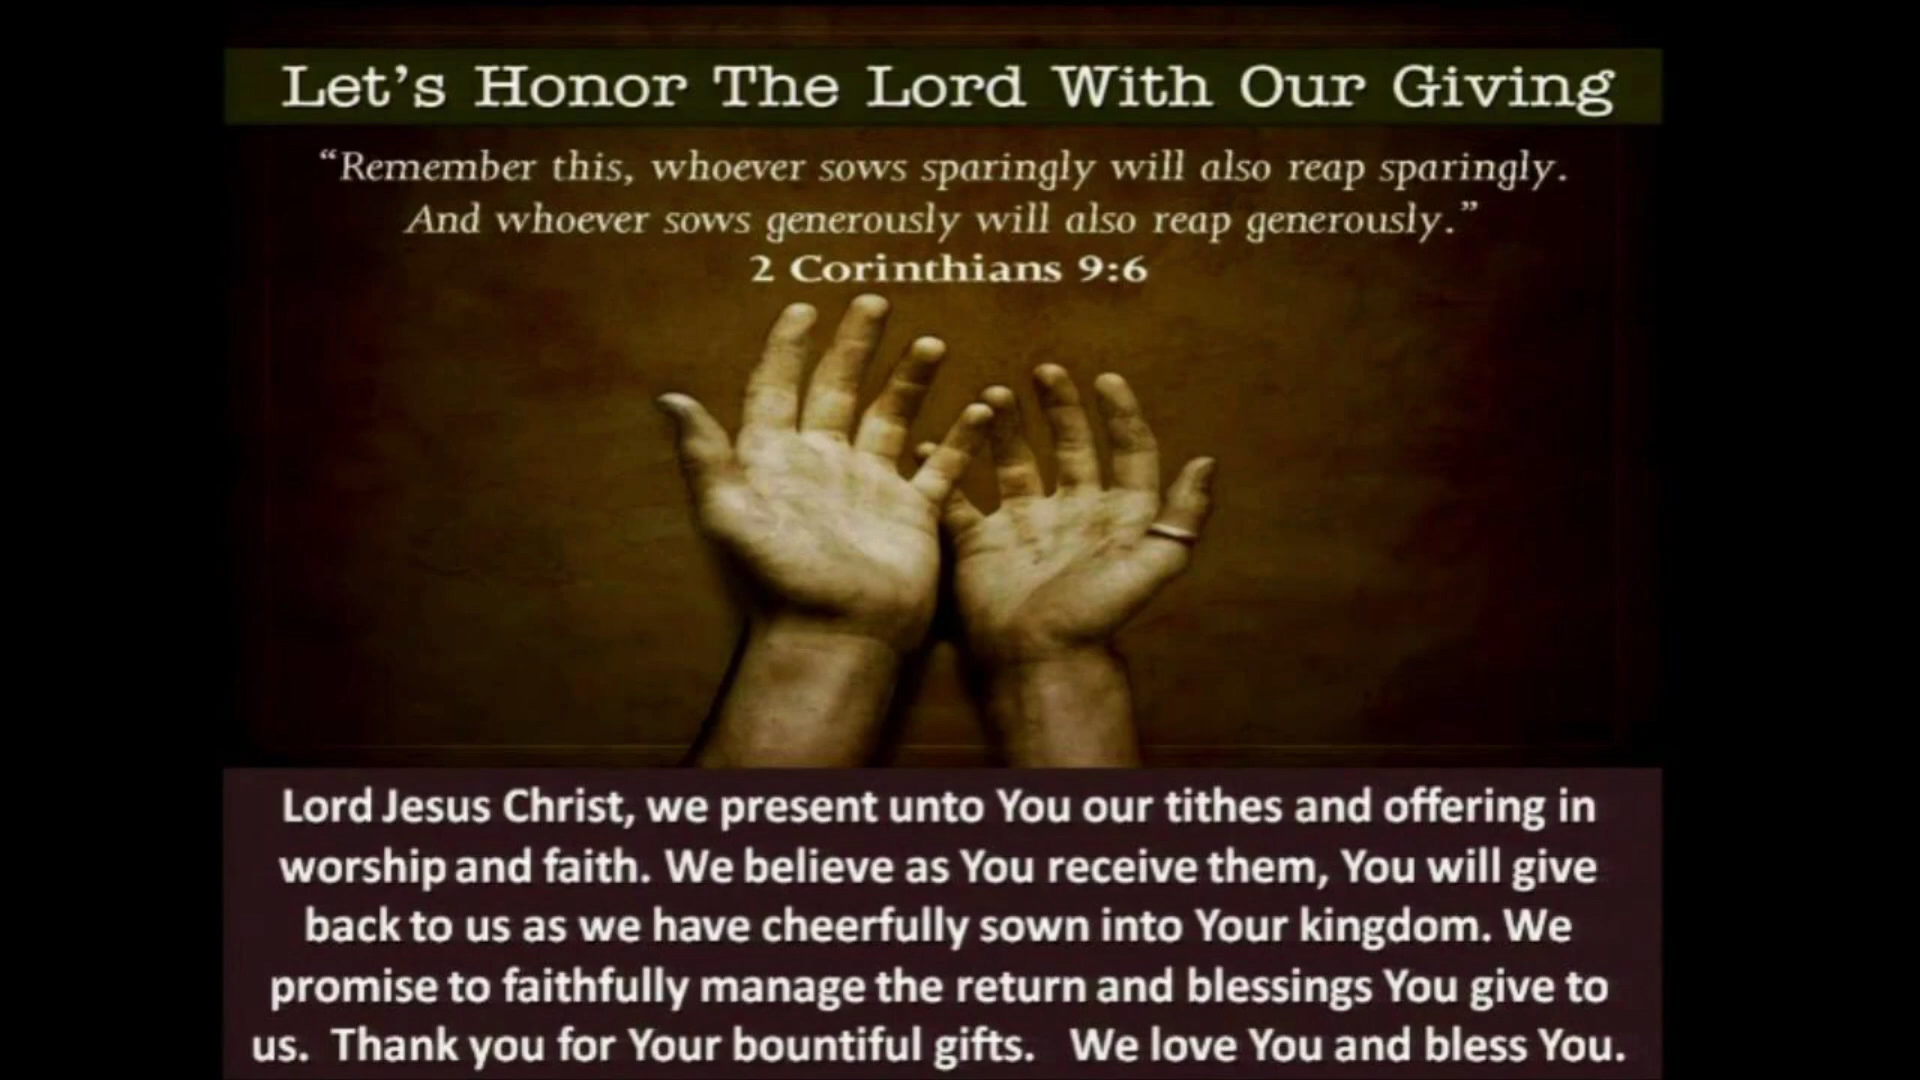 Let’s Honor The Lord With Our Giving
“Remember this, whoever sows sparingly will also reap sparingly.
And whoever sows generously will also reap generously.”
2 Corinthians 9:6
Lord Jesus Christ, we present unto You our tithes and offering in
worship and faith. We believe as You receive them, You will give
back to us as we have cheerfully sown into Your kingdom. We
promise to faithfully manage the return and blessings You give to
us.  Thank you for Your bountiful gifts.   We love You and bless You.